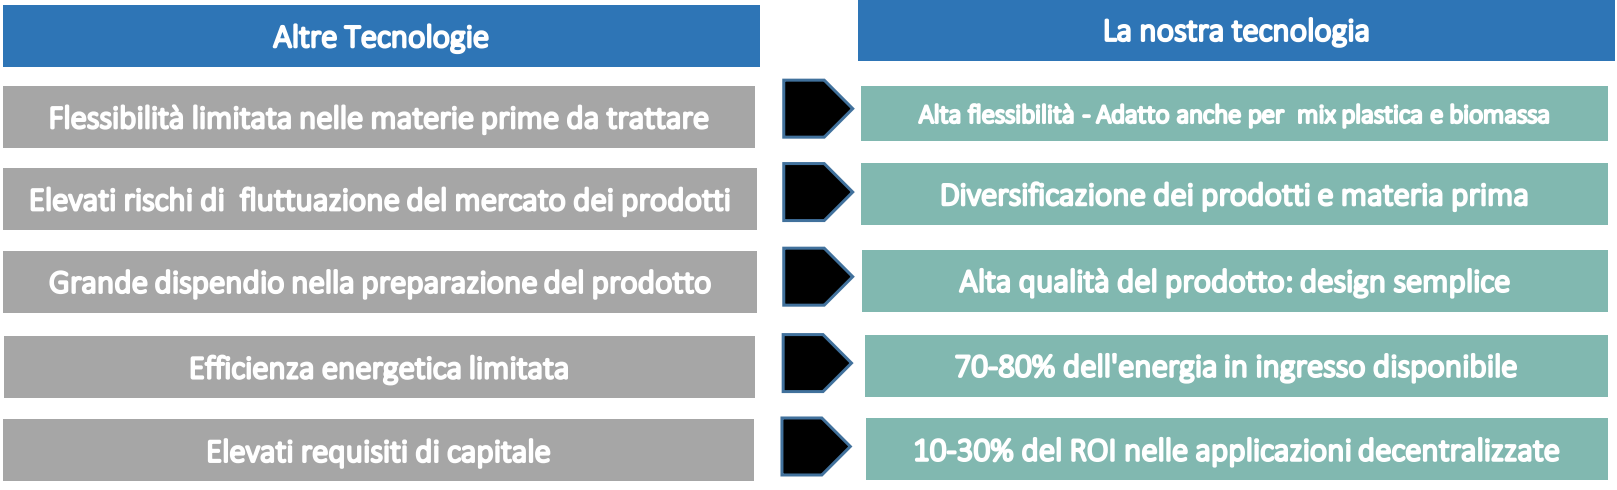 Altre Tecnologie
La nostra tecnologia
Flessibilità limitata nelle materie prime da trattare
Alta flessibilità - Adatto anche per  mix plastica e biomassa
Elevati rischi di  fluttuazione del mercato dei prodotti
Diversificazione dei prodotti e materia prima
Grande dispendio nella preparazione del prodotto
Alta qualità del prodotto: design semplice
Efficienza energetica limitata
70-80% dell'energia in ingresso disponibile
Elevati requisiti di capitale
10-30% del ROI nelle applicazioni decentralizzate